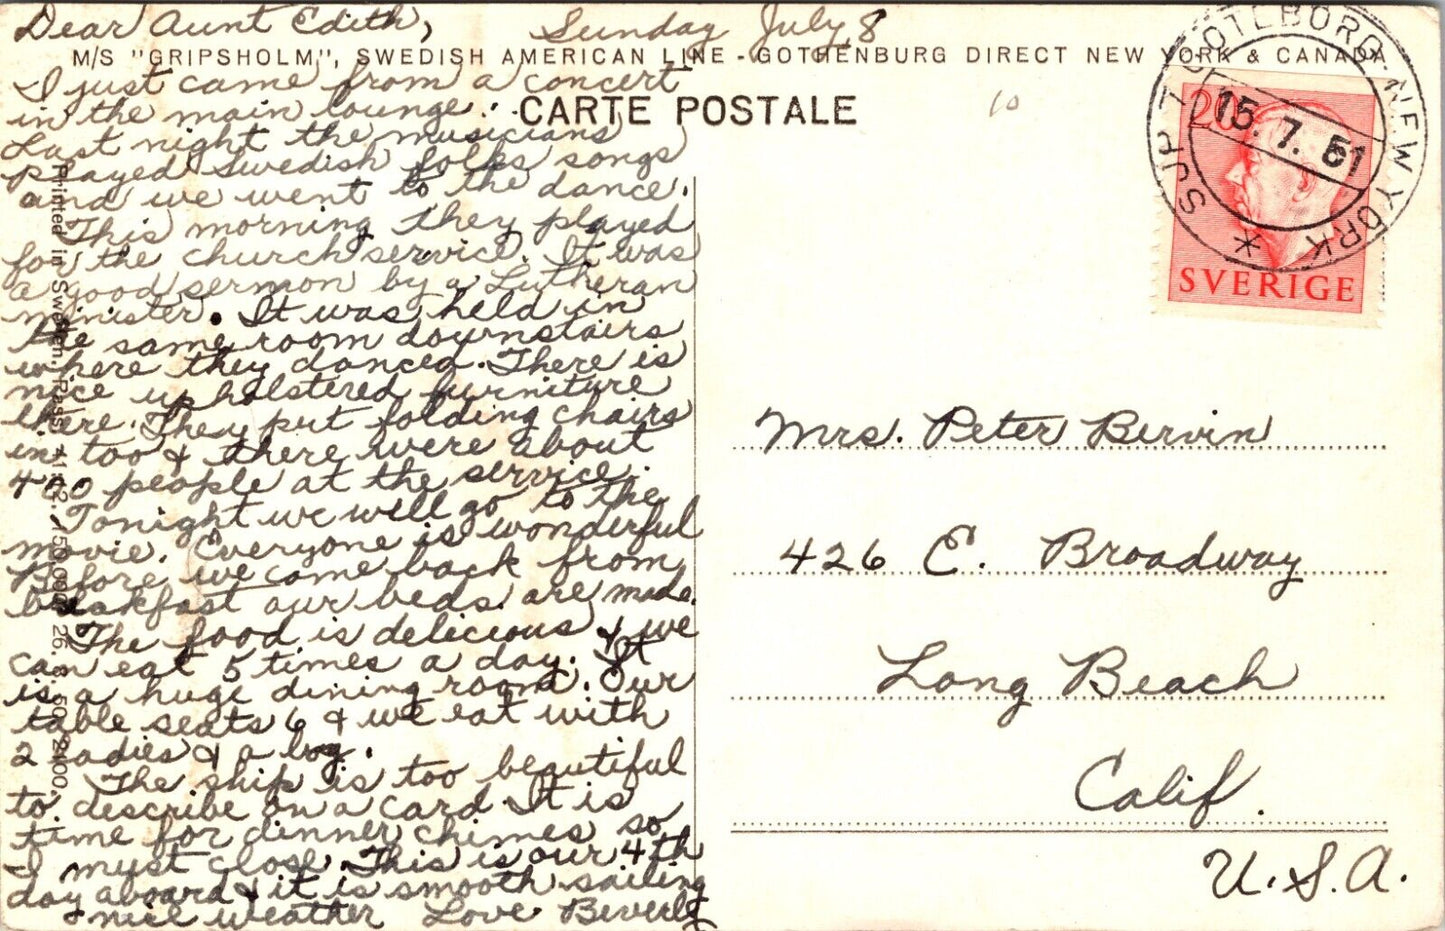 Dear Aunt Edith, Sunday July 8
M/S "GRIPSHOLM", SWEDISH AMERICAN LINE - GOTHENBURG DIRECT NEW YORK & CANADA
CARTE POSTALE
I just came from a concert
in the main lounge.
Last night the musicians
played Swedish folks songs
and we went to the dance.
This morning they played
for the church service. It was
a good sermon by a Lutheran
minister. It was held in
the same room downstairs
where they danced. There is
nice upholstered furniture
there. They put folding chairs
in too & there were about
400 people at the service.
Tonight we will go to the
movie. Everyone is wonderful
Before we come back from
breakfast our beds are made.
The food is delicious & we
can eat 5 times a day. It
is a huge dining room. Our
table seats 6 & we eat with
2 ladies & a boy.
The ship is too beautiful
to describe on a card. It is
time for dinner chimes so
I must close. This is our 4th
day aboard & it is smooth sailing
& nice weather Love Beverly
Printed in Sweden.
10
SJPT GÖTEBORG-NEW YORK
15. 7. 51
20
SVERIGE
Mrs. Peter Bervin
426 E. Broadway
Long Beach
Calif.
U.S.A.